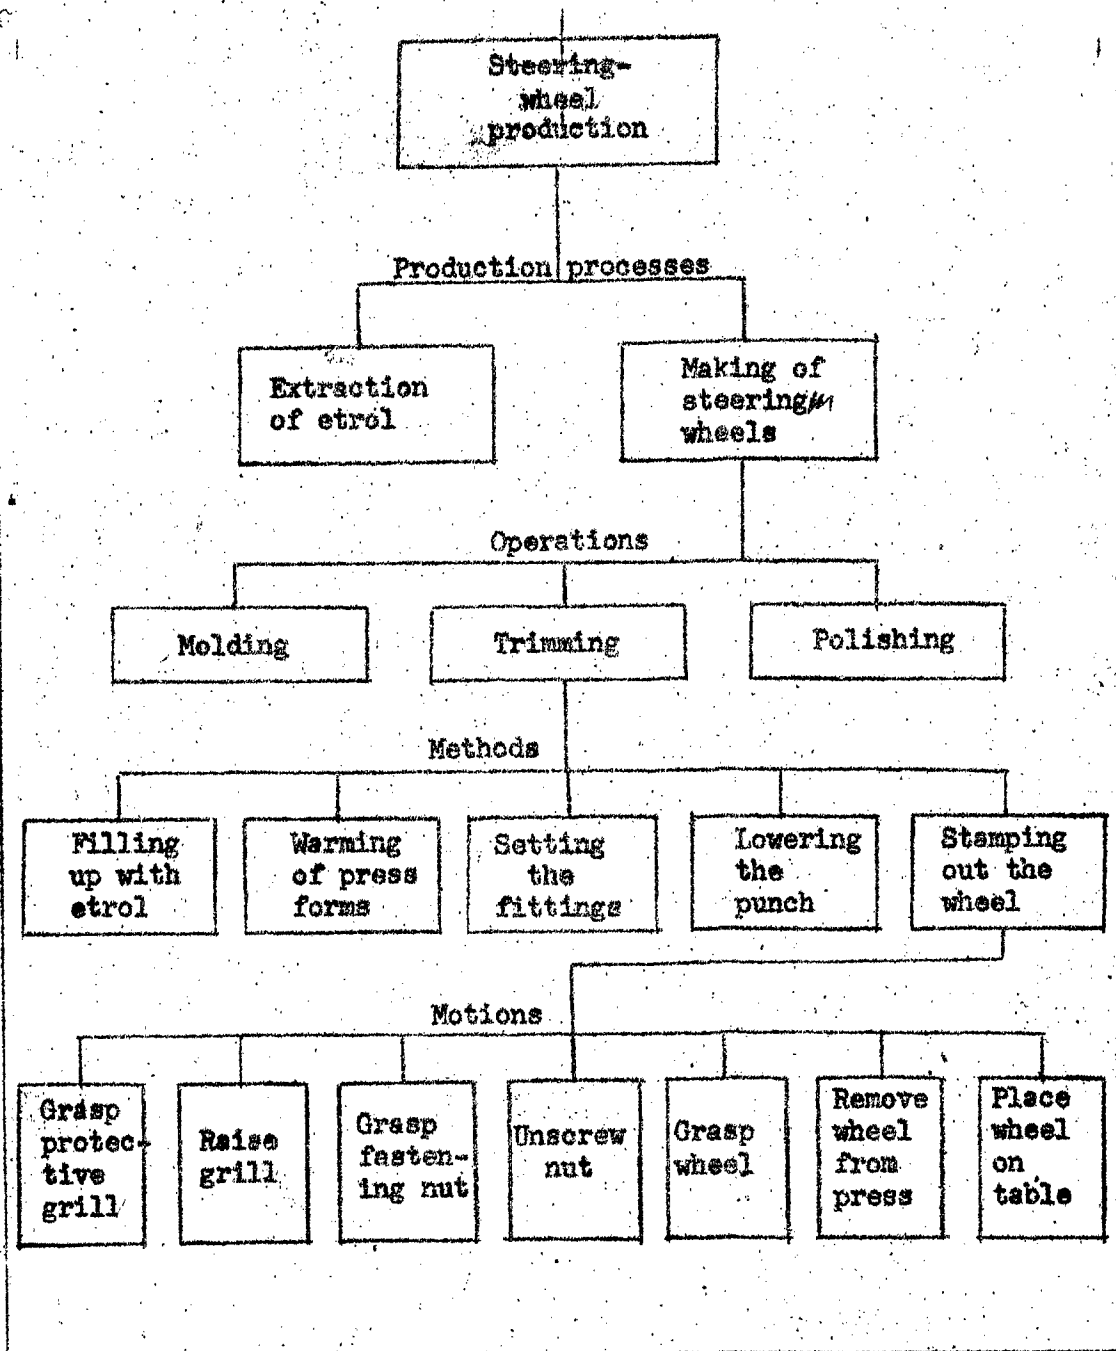 Steering-
wheel
production
Production processes
Extraction
of etrol
Making of
steering
wheels
Operations
Molding
Trimming
Polishing
Methods
Filling
up with
etrol
Warming
of press
forms
Setting
the
fittings
Lowering
the
punch
Stamping
out the
wheel
Motions
Grasp
protec-
tive
grill
Raise
grill
Grasp
fasten-
ing nut
Unscrew
nut
Grasp
wheel
Remove
wheel
from
press
Place
wheel
on
table